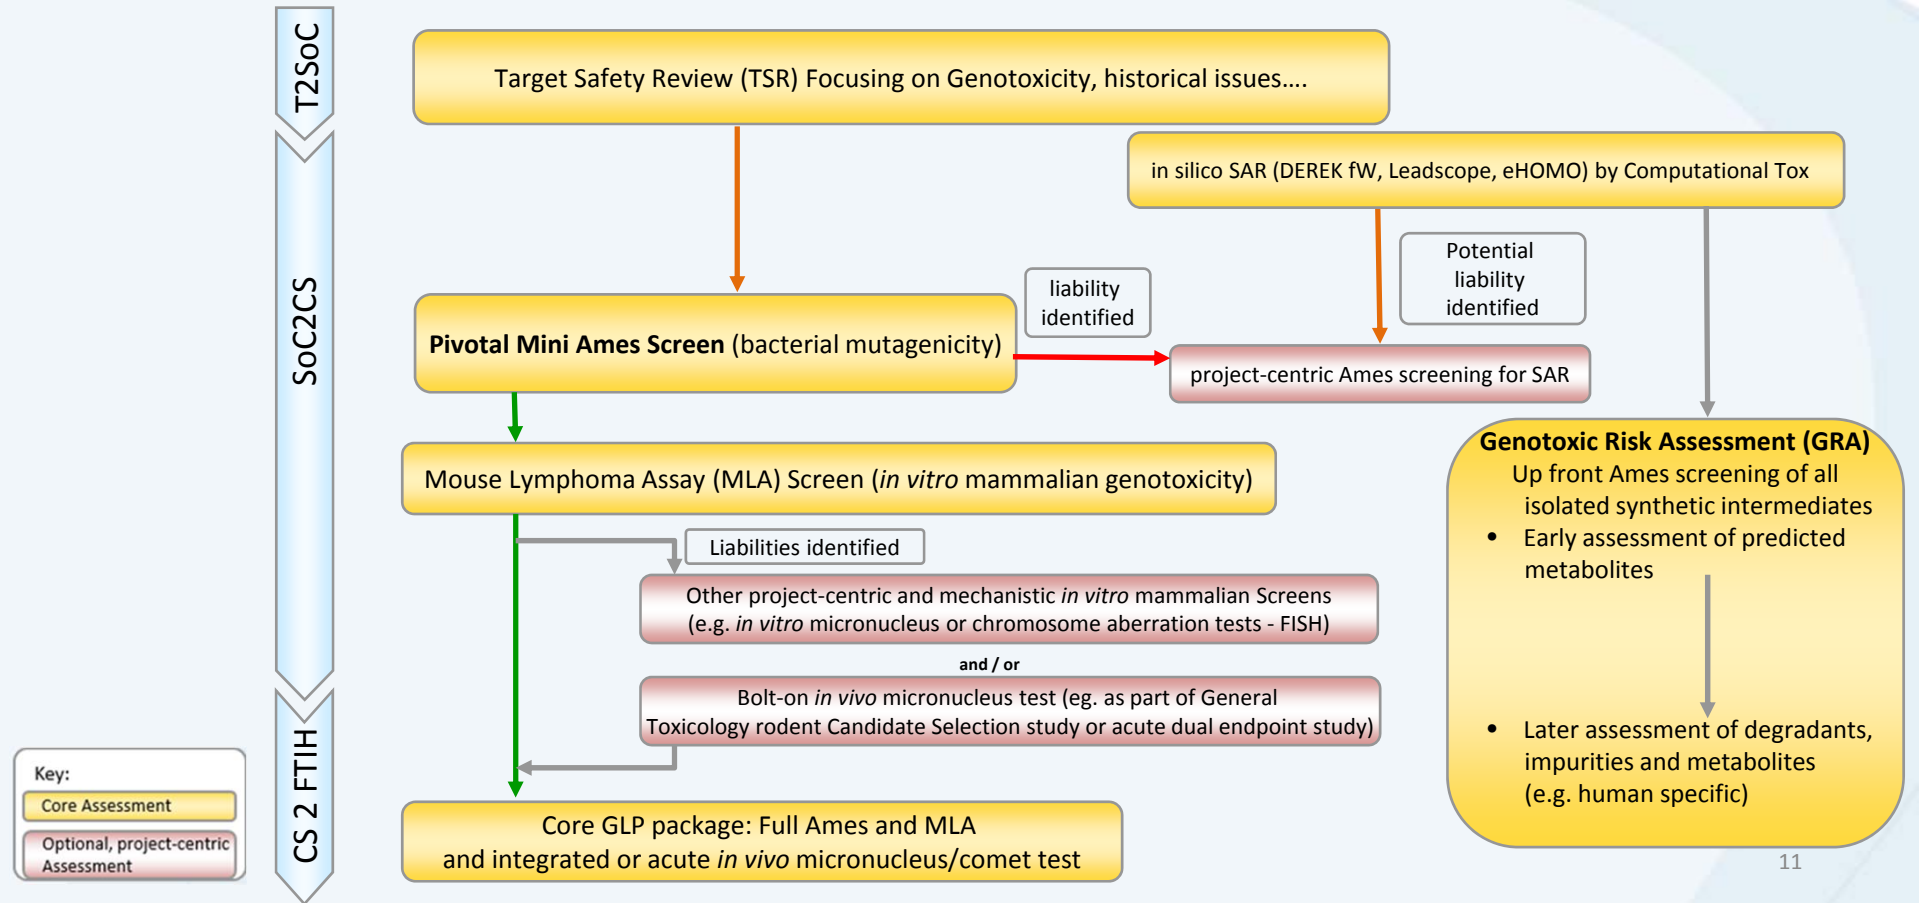 T2SoC
Target Safety Review (TSR) Focusing on Genotoxicity, historical issues….
in silico SAR (DEREK fW, Leadscope, eHOMO) by Computational Tox
SoC2CS
liability
identified
Potential
liability
identified
Pivotal Mini Ames Screen (bacterial mutagenicity)
project-centric Ames screening for SAR
Mouse Lymphoma Assay (MLA) Screen (in vitro mammalian genotoxicity)
Genotoxic Risk Assessment (GRA)
Up front Ames screening of all
isolated synthetic intermediates
• Early assessment of predicted
metabolites
• Later assessment of degradants,
impurities and metabolites
(e.g. human specific)
Liabilities identified
Other project-centric and mechanistic in vitro mammalian Screens
(e.g. in vitro micronucleus or chromosome aberration tests - FISH)
and / or
Bolt-on in vivo micronucleus test (eg. as part of General
Toxicology rodent Candidate Selection study or acute dual endpoint study)
CS 2 FTIH
Core GLP package: Full Ames and MLA
and integrated or acute in vivo micronucleus/comet test
Key:
Core Assessment
Optional, project-centric
Assessment
11